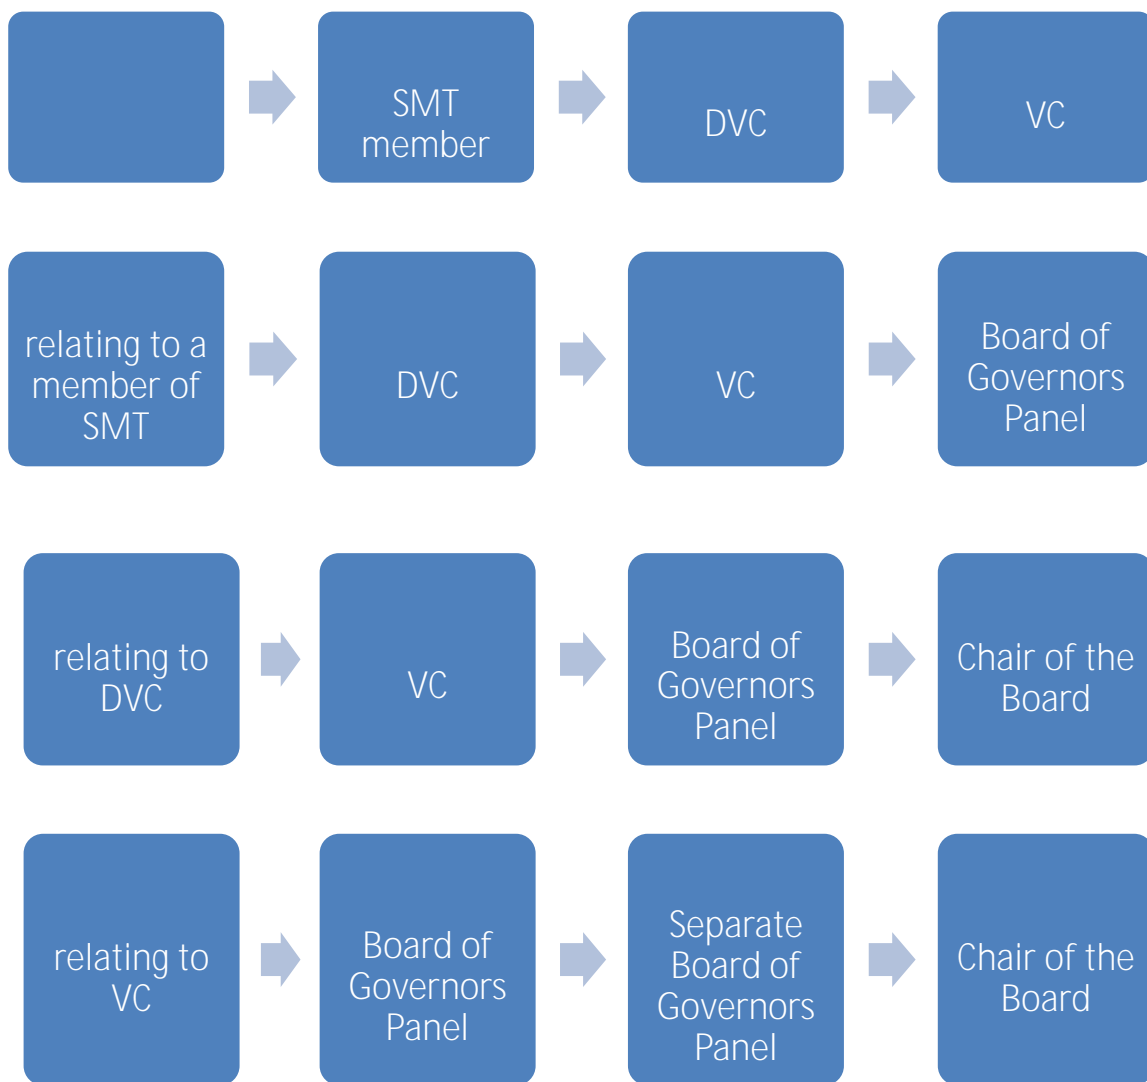 SMT
member
DVC
VC
relating to a
member of
SMT
DVC
VC
Board of
Governors
Panel
relating to
DVC
VC
Board of
Governors
Panel
Chair of the
Board
relating to
VC
Board of
Governors
Panel
Separate
Board of
Governors
Panel
Chair of the
Board